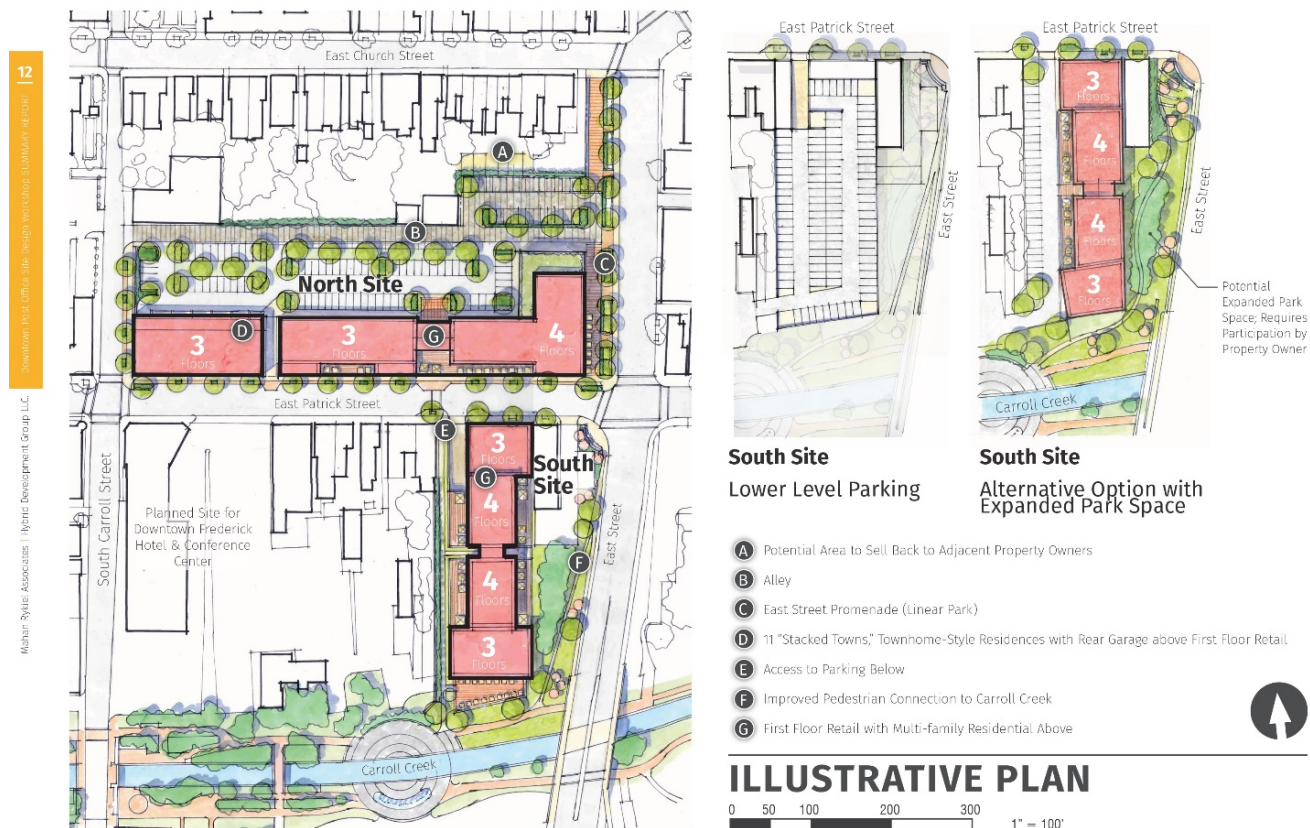 12
Downtown Post Office Site Design Workshop SUMMARY REPORT
Mahan Rykiel Associates | Hybrid Development Group LLC.
East Church Street
A
B
C
North Site
D
3
Floors
3
Floors
G
4
Floors
East Patrick Street
E
South Carroll Street
Planned Site for
Downtown Frederick
Hotel & Conference
Center
3
Floors
G
South
Site
4
Floors
4
Floors
3
Floors
F
East Street
Carroll Creek
East Patrick Street
East Street
South Site
Lower Level Parking
East Patrick Street
3
Floors
4
Floors
4
Floors
3
East Street
Potential
Expanded Park
Space; Requires
Participation by
Property Owner
Carroll Creek
South Site
Alternative Option with
Expanded Park Space
A Potential Area to Sell Back to Adjacent Property Owners
B Alley
C East Street Promenade (Linear Park)
D 11 “Stacked Towns,” Townhome-Style Residences with Rear Garage above First Floor Retail
E Access to Parking Below
F Improved Pedestrian Connection to Carroll Creek
G First Floor Retail with Multi-family Residential Above
ILLUSTRATIVE PLAN
0 50 100 200 300
1" = 100'